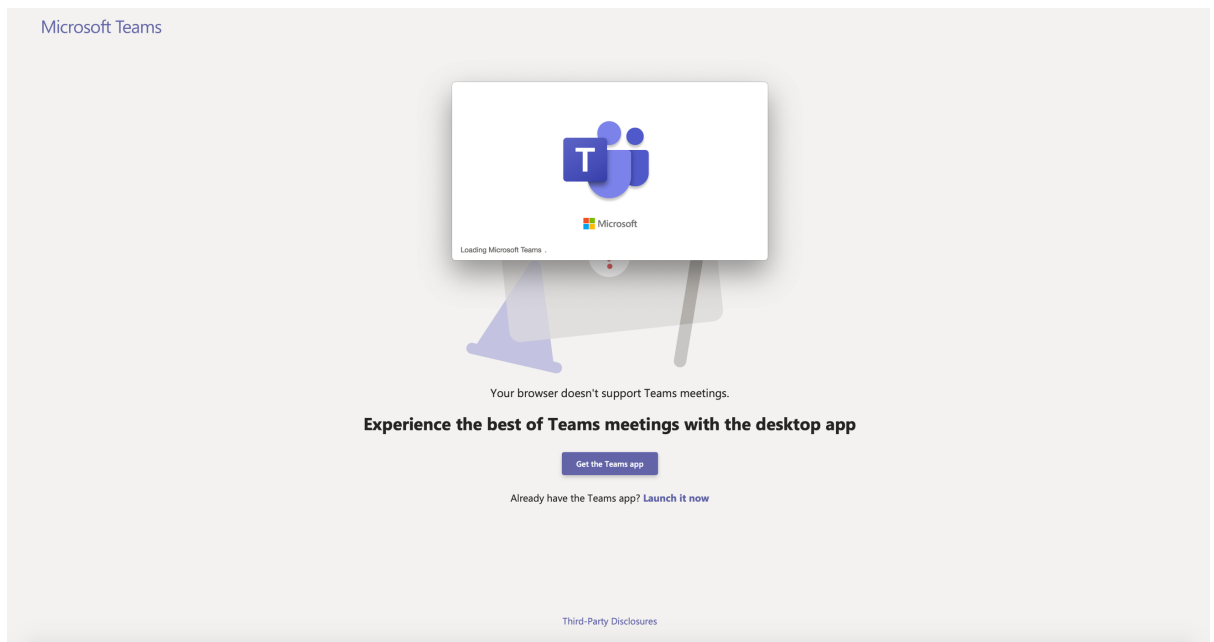 Microsoft Teams
T
Microsoft
Loading Microsoft Teams .
Your browser doesn't support Teams meetings.
Experience the best of Teams meetings with the desktop app
Get the Teams app
Already have the Teams app? Launch it now
Third-Party Disclosures